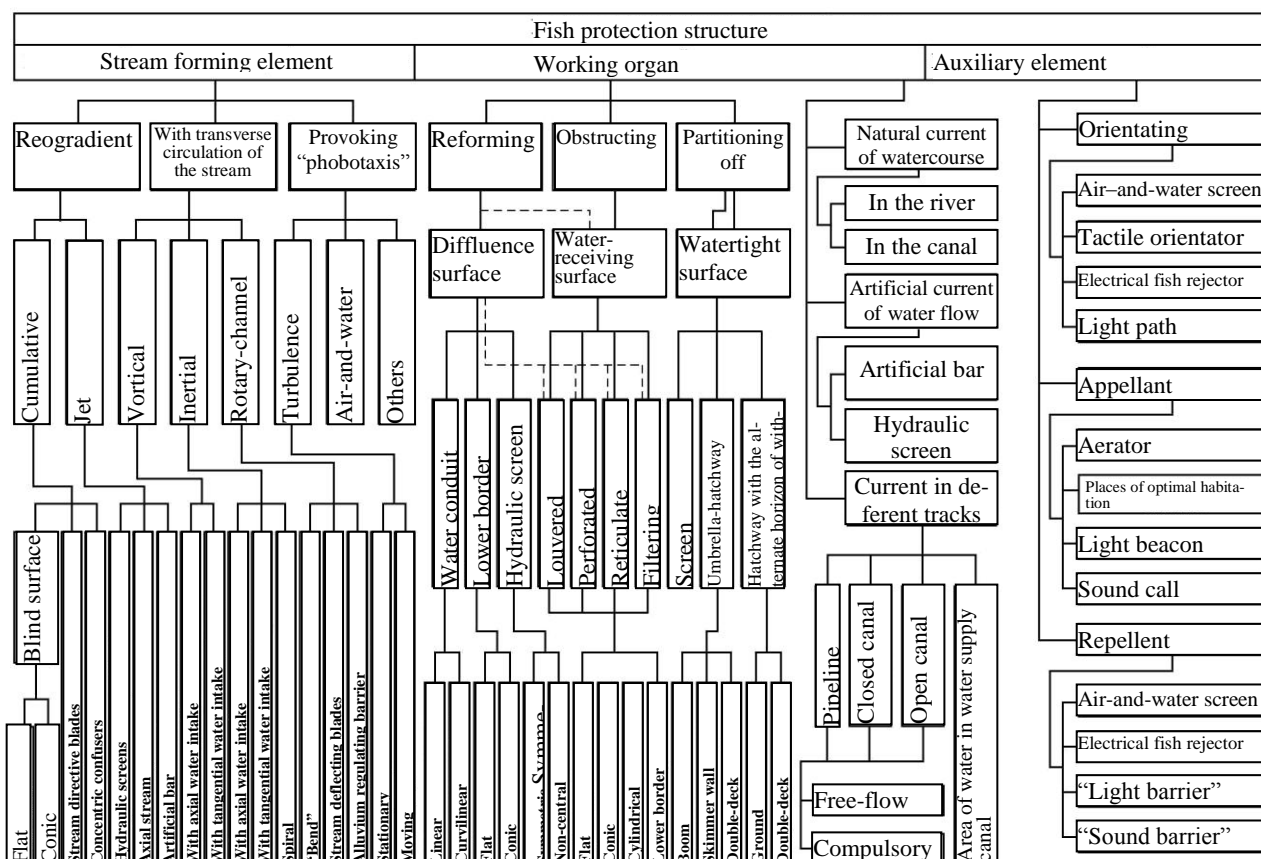 Fish protection structure
Stream forming element
Working organ
Auxiliary element
Reogradient
With transverse
circulation of
the stream
Provoking
“phobotaxis”
Reforming
Obstructing
Partitioning
off
Natural current
of watercourse
Orientating
In the river
In the canal
Artificial current
of water flow
Artificial bar
Hydraulic
screen
Current in de-
ferent tracks
Air–and-water screen
Tactile orientator
Electrical fish rejector
Light path
Appellant
Aerator
Places of optimal habita-
tion
Light beacon
Sound call
Repellent
Air-and-water screen
Electrical fish rejector
“Light barrier”
“Sound barrier”
Diffluence
surface
Water-
receiving
surface
Watertight
surface
Cumulative
Jet
Vortical
Inertial
Rotary-channel
Turbulence
Air-and-water
Others
Water conduit
Lower border
Hydraulic screen
Louvered
Perforated
Reticulate
Filtering
Screen
Umbrella-hatchway
Hatchway with the al-
ternate horizon of with-
Blind surface
Flat
Conic
Stream directive blades
Concentric confusers
Hydraulic screens
Axial stream
Artificial bar
With axial water intake
With tangential water intake
With axial water intake
With tangential water intake
Spiral
“Bend”
Stream deflecting blades
Alluvium regulating barrier
Stationary
Moving
Linear
Curvilinear
Flat
Conic
Symme-
Non-central
Flat
Conic
Cylindrical
Lower border
Boom
Skimmer wall
Double-deck
Ground
Double-deck
Pipeline
Closed canal
Open canal
Area of water in water supply
canal
Free-flow
Compulsory